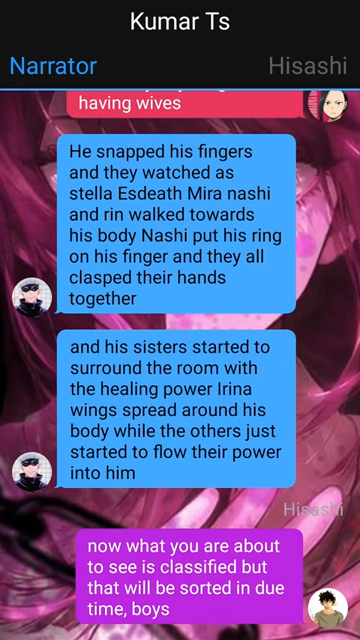 Kumar Ts
Narrator
Hisashi
having wives
He snapped his fingers
and they watched as
stella Esdeath Mira nashi
and rin walked towards
his body Nashi put his ring
on his finger and they all
clasped their hands
together
and his sisters started to
surround the room with
the healing power Irina
wings spread around his
body while the others just
started to flow their power
into him
Hisashi
now what you are about
to see is classified but
that will be sorted in due
time, boys